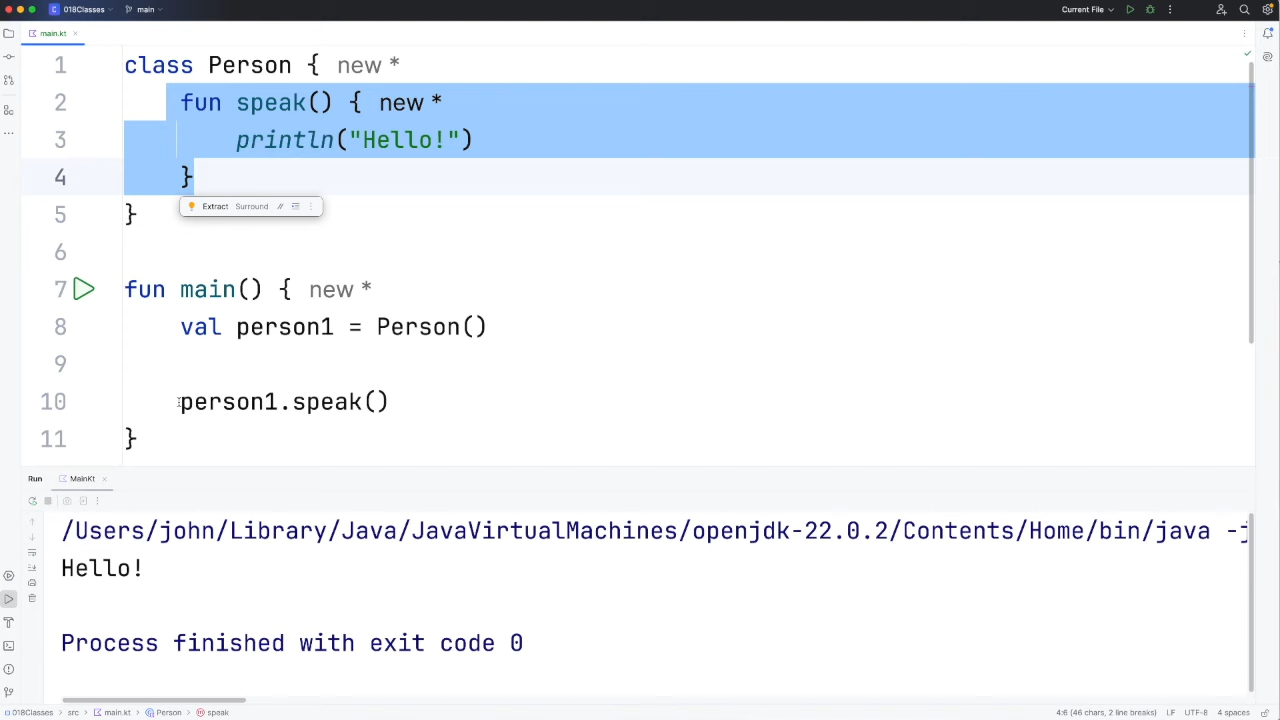 018Classes main Current File
main.kt
1 class Person { new *
2 fun speak() { new *
3 println("Hello!")
4 }
Extract Surround
5 }
6
7 fun main() { new *
8 val person1 = Person()
9
10 person1.speak()
11 }
Run MainKt
/Users/john/Library/Java/JavaVirtualMachines/openjdk-22.0.2/Contents/Home/bin/java -j
Hello!
Process finished with exit code 0
018Classes > src > main.kt > Person > speak 4:6 (46 chars, 2 line breaks) LF UTF-8 4 spaces